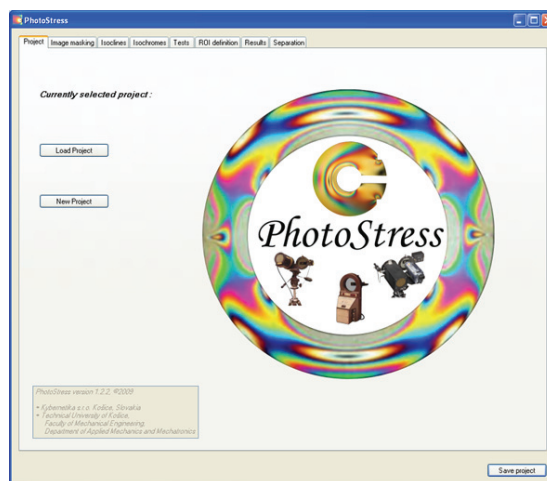 PhotoStress
Project Image masking Isoclines Isochromes Tests ROI definition Results Separation
Currently selected project :
Load Project
New Project
PhotoStress
PhotoStress version 1.2.2, ©2009
• Kybernetika s.r.o. Košice, Slovakia
• Technical University of Košice,
Faculty of Mechanical Engineering,
Department of Applied Mechanics and Mechatronics
Save project